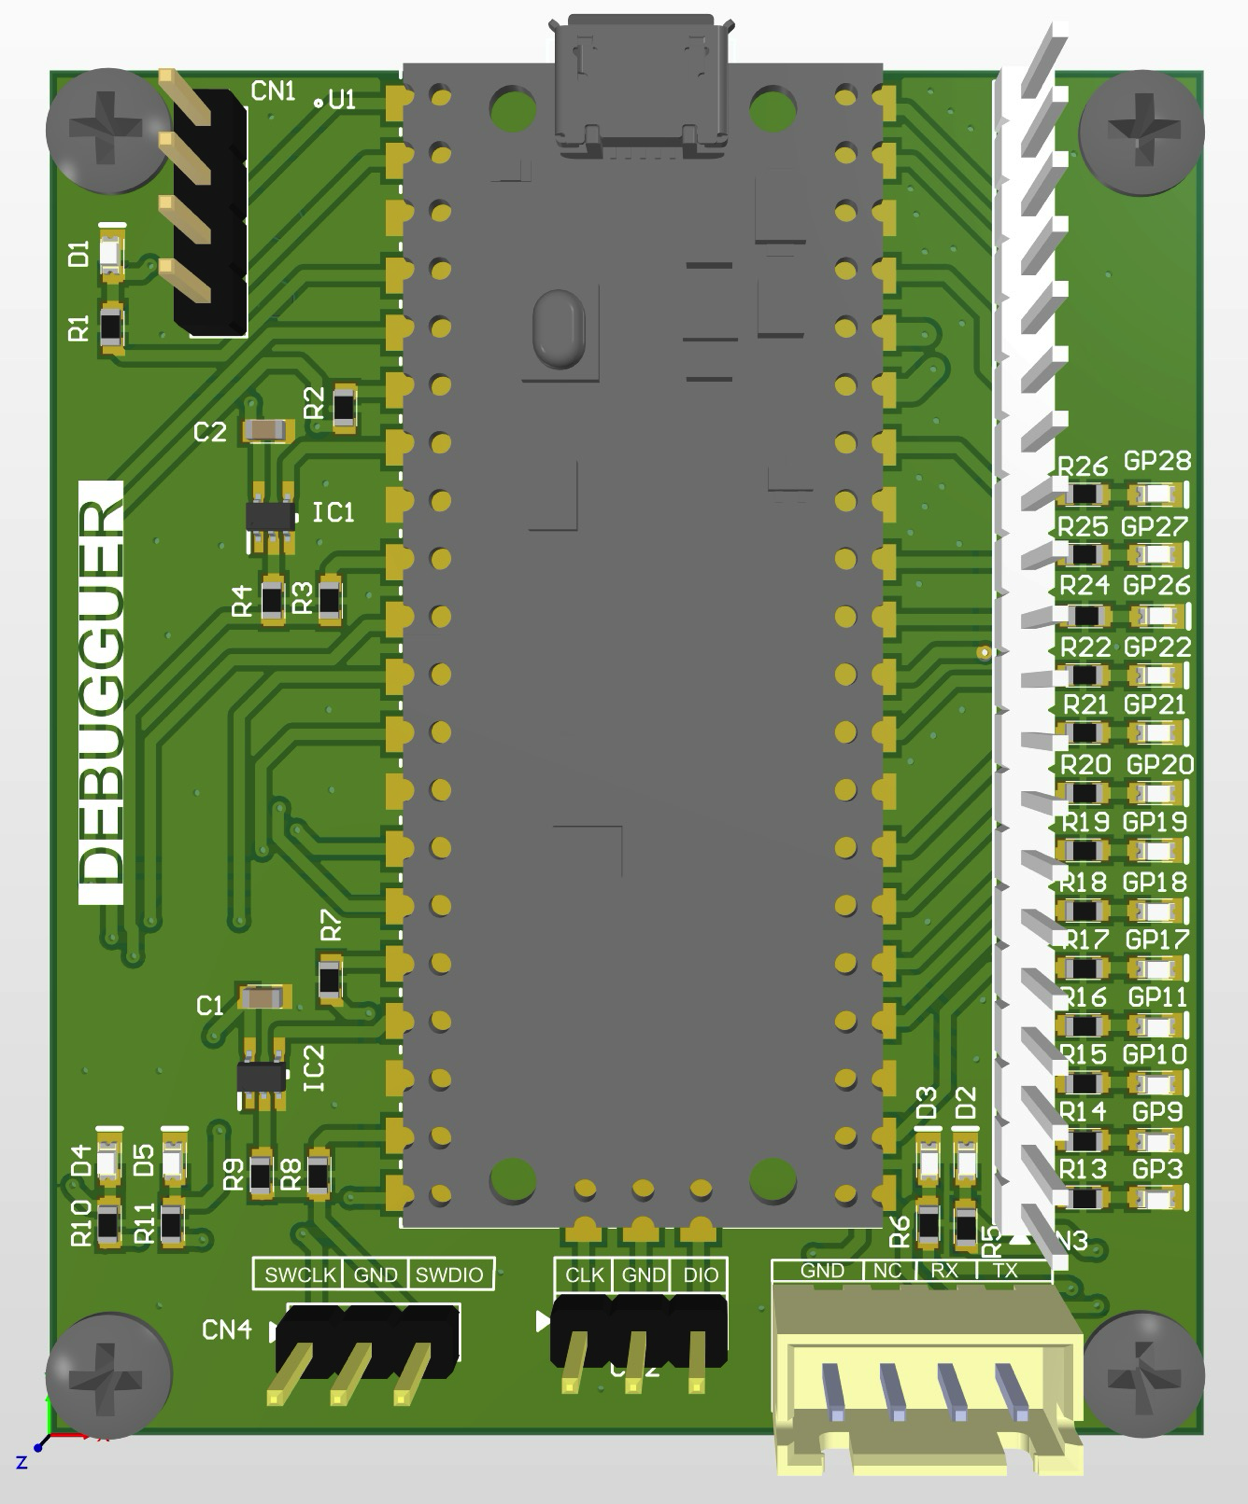 CN1
U1
D1
R1
R2
C2
IC1
R4
R3
DEBUGGUER
R26 GP28
R25 GP27
R24 GP26
R22 GP22
R21 GP21
R20 GP20
R19 GP19
R18 GP18
R17 GP17
R16 GP11
R15 GP10
R14 GP9
R13 GP3
R7
C1
IC2
D4
D5
R9
R8
R10
R11
D3
D2
R6
R5
N3
SWCLK GND SWDIO
CLK GND DIO
GND NC RX TX
CN4
Z